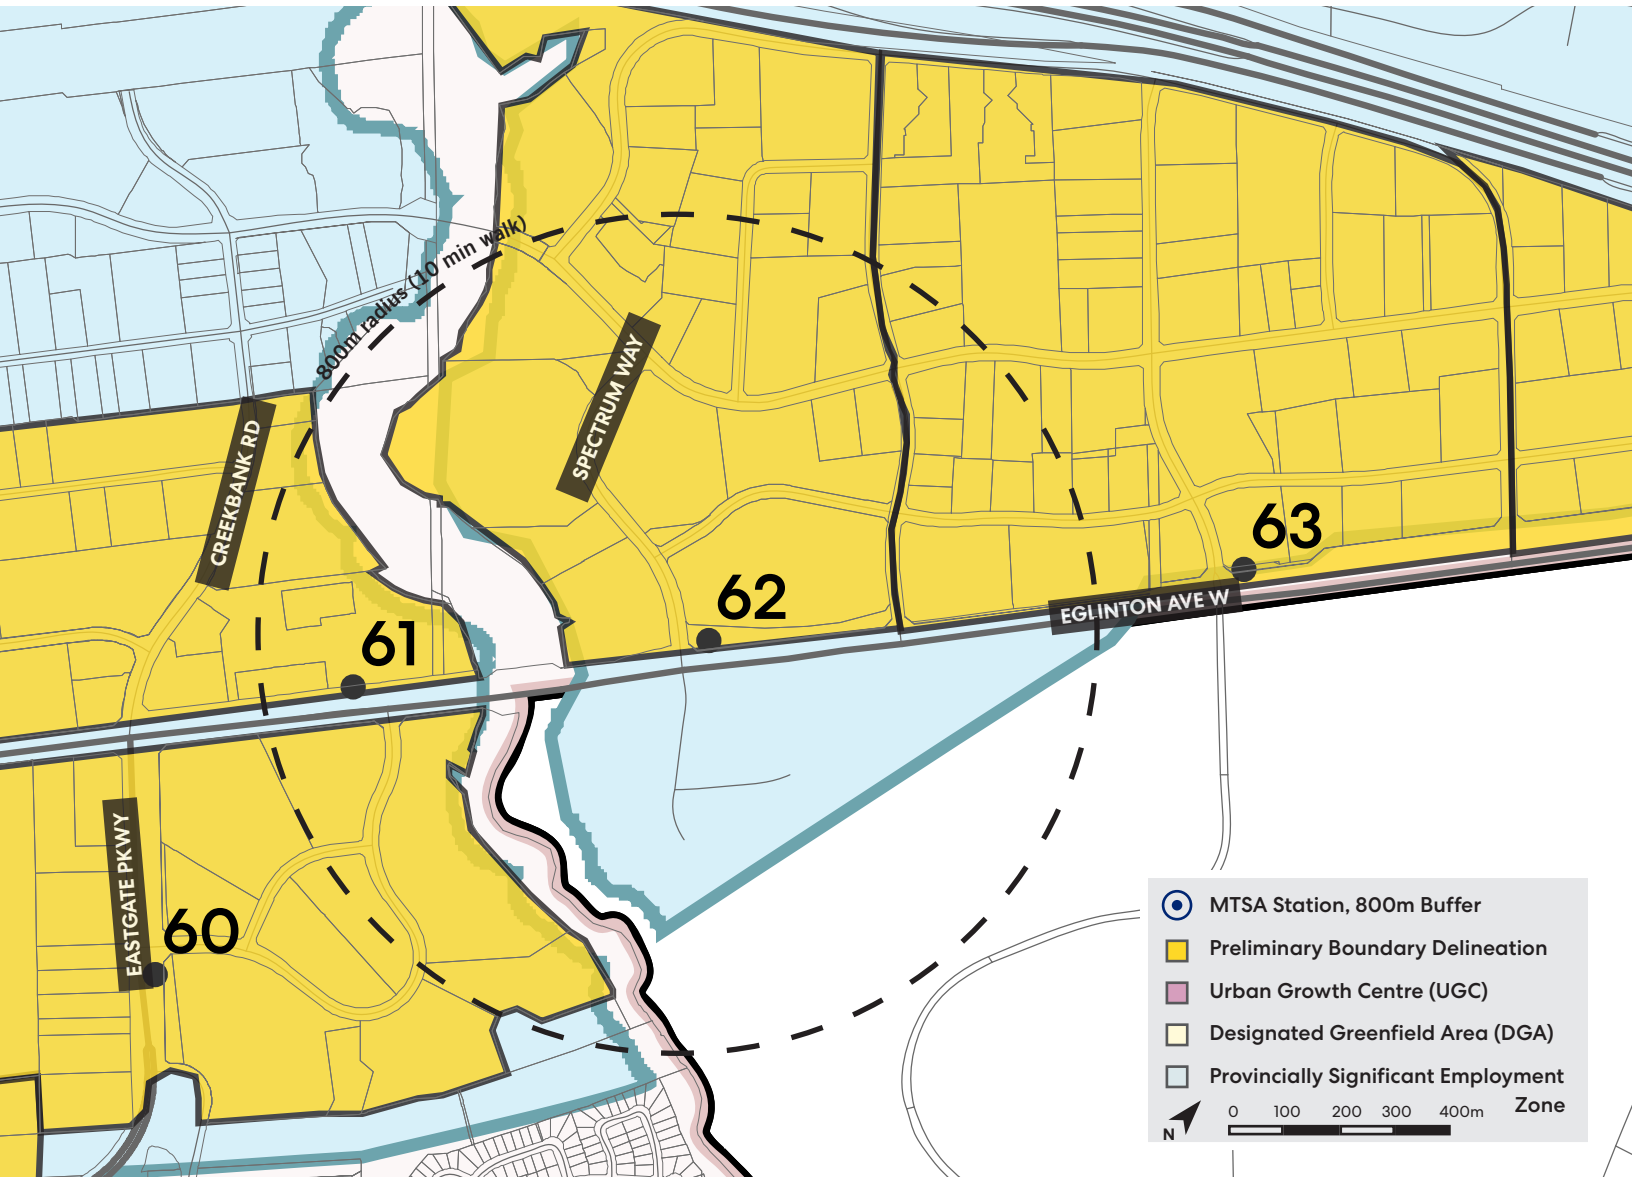 800m radius (10 min walk)
SPECTRUM WAY
CREEKBANK RD
63
62
EGLINTON AVE W
61
EASTGATE PKWY
60
MTSA Station, 800m Buffer
Preliminary Boundary Delineation
Urban Growth Centre (UGC)
Designated Greenfield Area (DGA)
Provincially Significant Employment
Zone
0 100 200 300 400m
N